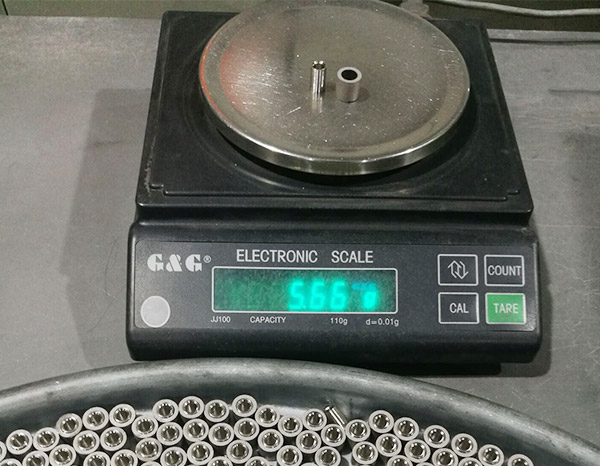 G&G® ELECTRONIC SCALE
5.66 g
COUNT
CAL TARE
JJ100 CAPACITY 110g d=0.01g